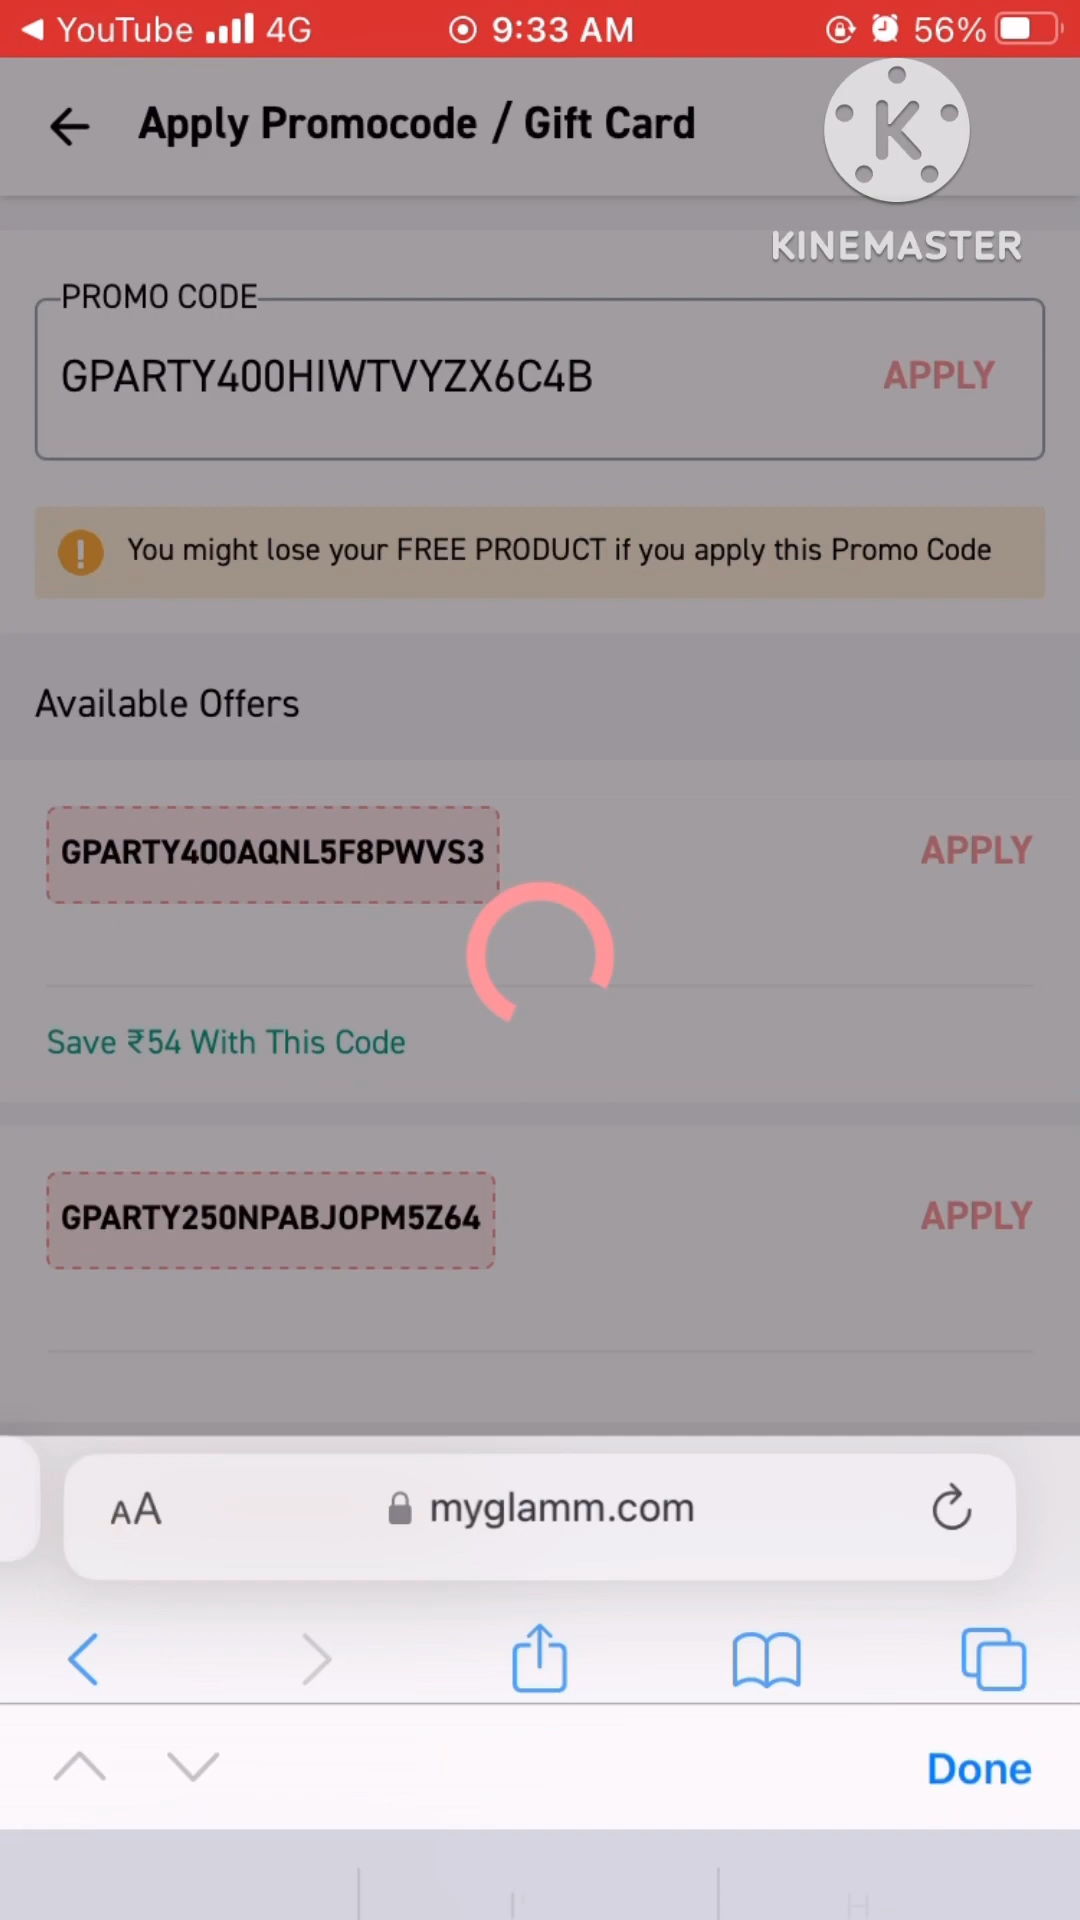 YouTube 4G 9:33 AM 56%
Apply Promocode / Gift Card
K
KINEMASTER
PROMO CODE
GPARTY400HIWTVYZX6C4B APPLY
You might lose your FREE PRODUCT if you apply this Promo Code
Available Offers
GPARTY400AQNL5F8PWVS3 APPLY
Save ₹54 With This Code
GPARTY250NPABJOPM5Z64 APPLY
AA myglamm.com
Done